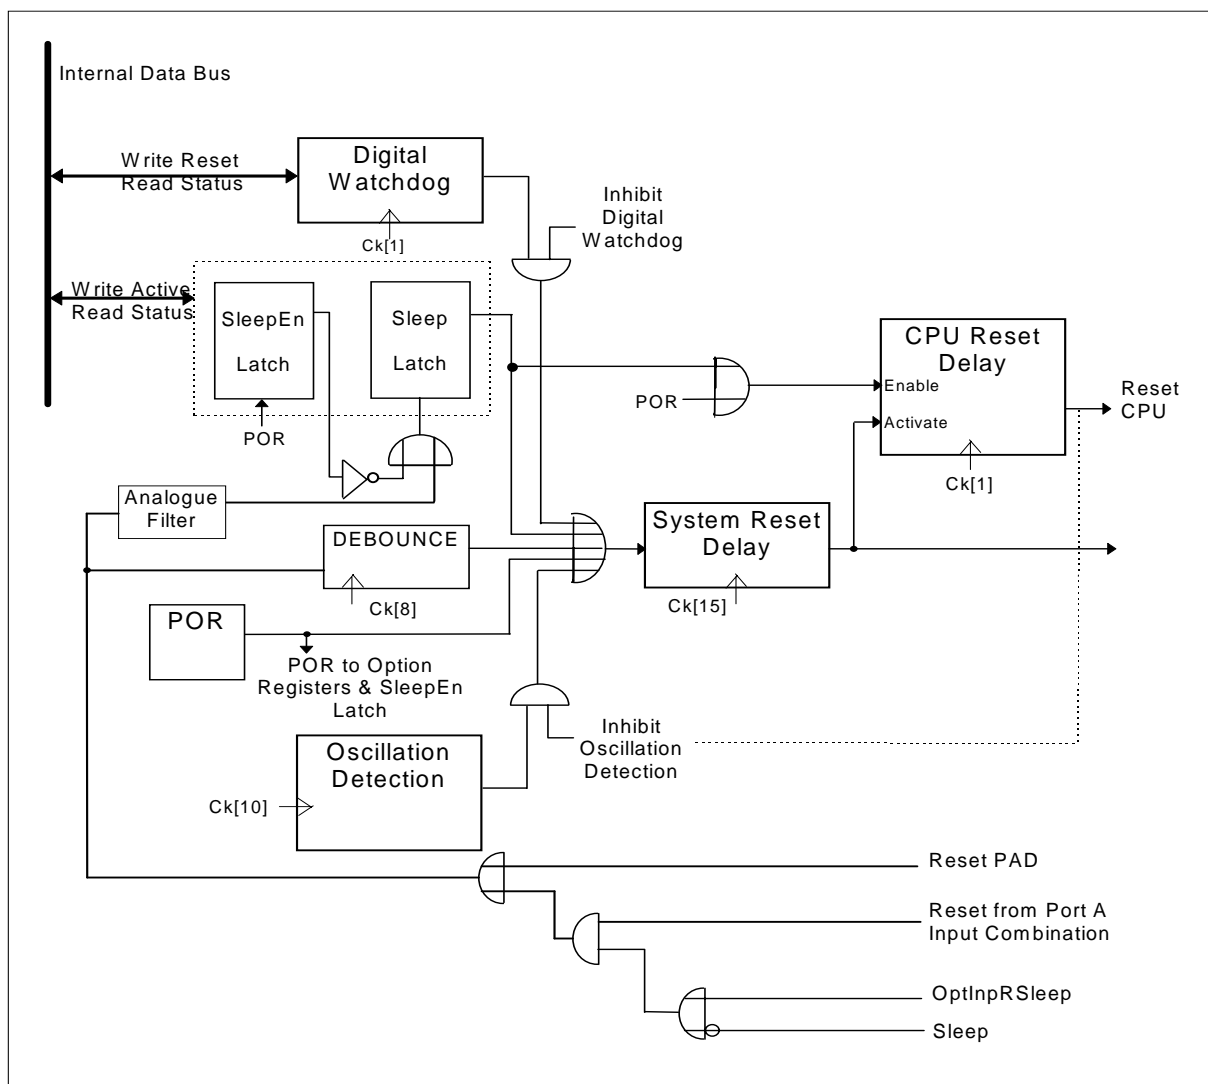 Internal Data Bus
Write Reset
Read Status
Digital
Watchdog
Ck[1]
Inhibit
Digital
Watchdog
Write Active
Read Status
SleepEn
Latch
Sleep
Latch
POR
CPU Reset
Delay
Enable
Activate
Ck[1]
Reset
CPU
POR
Analogue
Filter
DEBOUNCE
Ck[8]
System Reset
Delay
Ck[15]
POR
POR to Option
Registers & SleepEn
Latch
Inhibit
Oscillation
Detection
Oscillation
Detection
Ck[10]
Reset PAD
Reset from Port A
Input Combination
OptInpRSleep
Sleep